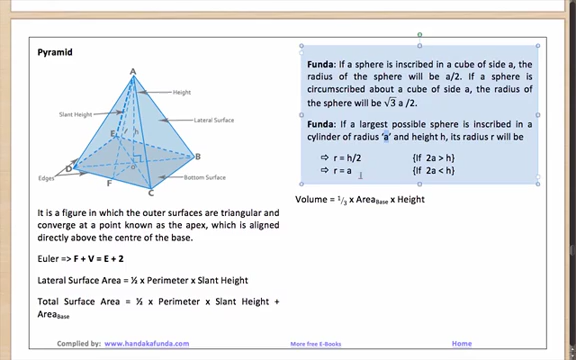 Pyramid
A
Height
Slant Height
Lateral Surface
E
h
B
D
Edges
F
C
Bottom Surface
It is a figure in which the outer surfaces are triangular and
converge at a point known as the apex, which is aligned
directly above the centre of the base.
Euler => F + V = E + 2
Lateral Surface Area = ½ x Perimeter x Slant Height
Total Surface Area = ½ x Perimeter x Slant Height +
Area Base
Funda: If a sphere is inscribed in a cube of side a, the
radius of the sphere will be a/2. If a sphere is
circumscribed about a cube of side a, the radius of
the sphere will be √3 a /2.
Funda: If a largest possible sphere is inscribed in a
cylinder of radius 'a' and height h, its radius r will be
⇨ r = h/2 {If 2a > h}
⇨ r = a {If 2a < h}
Volume = 1/3 x Area Base x Height
Complied by: www.handakafunda.com More free E-Books Home